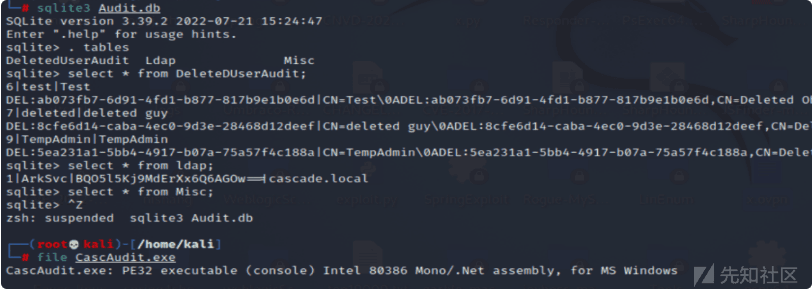 └─# sqlite3 Audit.db
SQLite version 3.39.2 2022-07-21 15:24:47
Enter ".help" for usage hints.
sqlite> . tables
DeletedUserAudit Ldap Misc
sqlite> select * from DeleteDUserAudit;
6|test|Test
DEL:ab073fb7-6d91-4fd1-b877-817b9e1b0e6d|CN=Test\0ADEL:ab073fb7-6d91-4fd1-b877-817b9e1b0e6d,CN=Deleted Ob
7|deleted|deleted guy
DEL:8cfe6d14-caba-4ec0-9d3e-28468d12deef|CN=deleted guy\0ADEL:8cfe6d14-caba-4ec0-9d3e-28468d12deef,CN=De
9|TempAdmin|TempAdmin
DEL:5ea231a1-5bb4-4917-b07a-75a57f4c188a|CN=TempAdmin\0ADEL:5ea231a1-5bb4-4917-b07a-75a57f4c188a,CN=Delet
sqlite> select * from ldap;
1|ArkSvc|BQO5l5Kj9MdErXx6Q6AGOw==|cascade.local
sqlite> select * from Misc;
sqlite> ^Z
zsh: suspended sqlite3 Audit.db
┌──(root💀kali)-[/home/kali]
└─# file CascAudit.exe
CascAudit.exe: PE32 executable (console) Intel 80386 Mono/.Net assembly, for MS Windows
先知社区